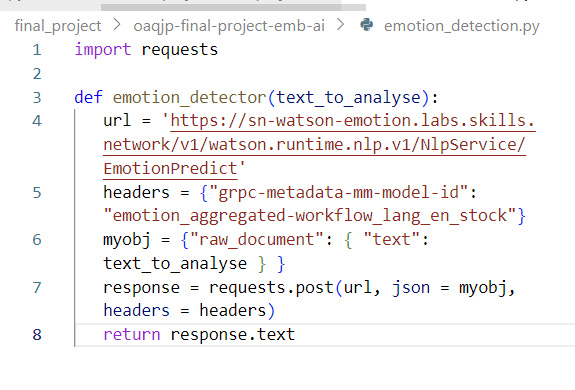 final_project > oaqjp-final-project-emb-ai > emotion_detection.py
1 import requests
2
3 def emotion_detector(text_to_analyse):
4     url = 'https://sn-watson-emotion.labs.skills.
    network/v1/watson.runtime.nlp.v1/NlpService/
    EmotionPredict'
5     headers = {"grpc-metadata-mm-model-id":
    "emotion_aggregated-workflow_lang_en_stock"}
6     myobj = {"raw_document": { "text":
    text_to_analyse } }
7     response = requests.post(url, json = myobj,
    headers = headers)
8     return response.text